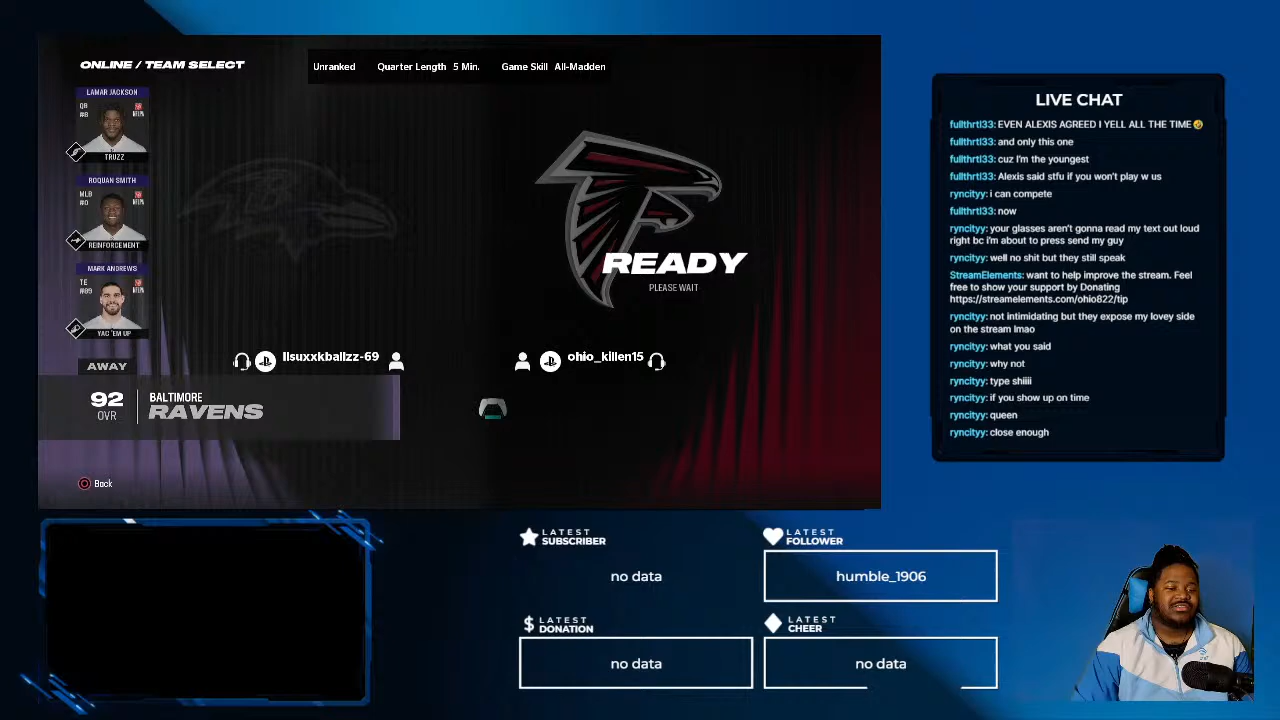 ONLINE / TEAM SELECT
Unranked Quarter Length 5 Min. Game Skill All-Madden
LAMAR JACKSON
QB
#8
TRUZZ
ROQUAN SMITH
MLB
#0
REINFORCEMENT
MARK ANDREWS
TE
#89
YAC 'EM UP
READY
PLEASE WAIT
AWAY
llsuxxkballzz-69
ohio_killen15
92
OVR
BALTIMORE
RAVENS
Back
LIVE CHAT
fullthrtl33: EVEN ALEXIS AGREED I YELL ALL THE TIME🤣
fullthrtl33: and only this one
fullthrtl33: cuz I'm the youngest
fullthrtl33: Alexis said stfu if you won't play w us
ryncityy: i can compete
fullthrtl33: now
ryncityy: your glasses aren't gonna read my text out loud
right bc i'm about to press send my guy
ryncityy: well no shit but they still speak
StreamElements: want to help improve the stream. Feel
free to show your support by Donating
https://streamelements.com/ohio822/tip
ryncityy: not intimidating but they expose my lovey side
on the stream lmao
ryncityy: what you said
ryncityy: why not
ryncityy: type shiiii
ryncityy: if you show up on time
ryncityy: queen
ryncityy: close enough
LATEST
SUBSCRIBER
no data
LATEST
FOLLOWER
humble_1906
$ LATEST
DONATION
no data
LATEST
CHEER
no data